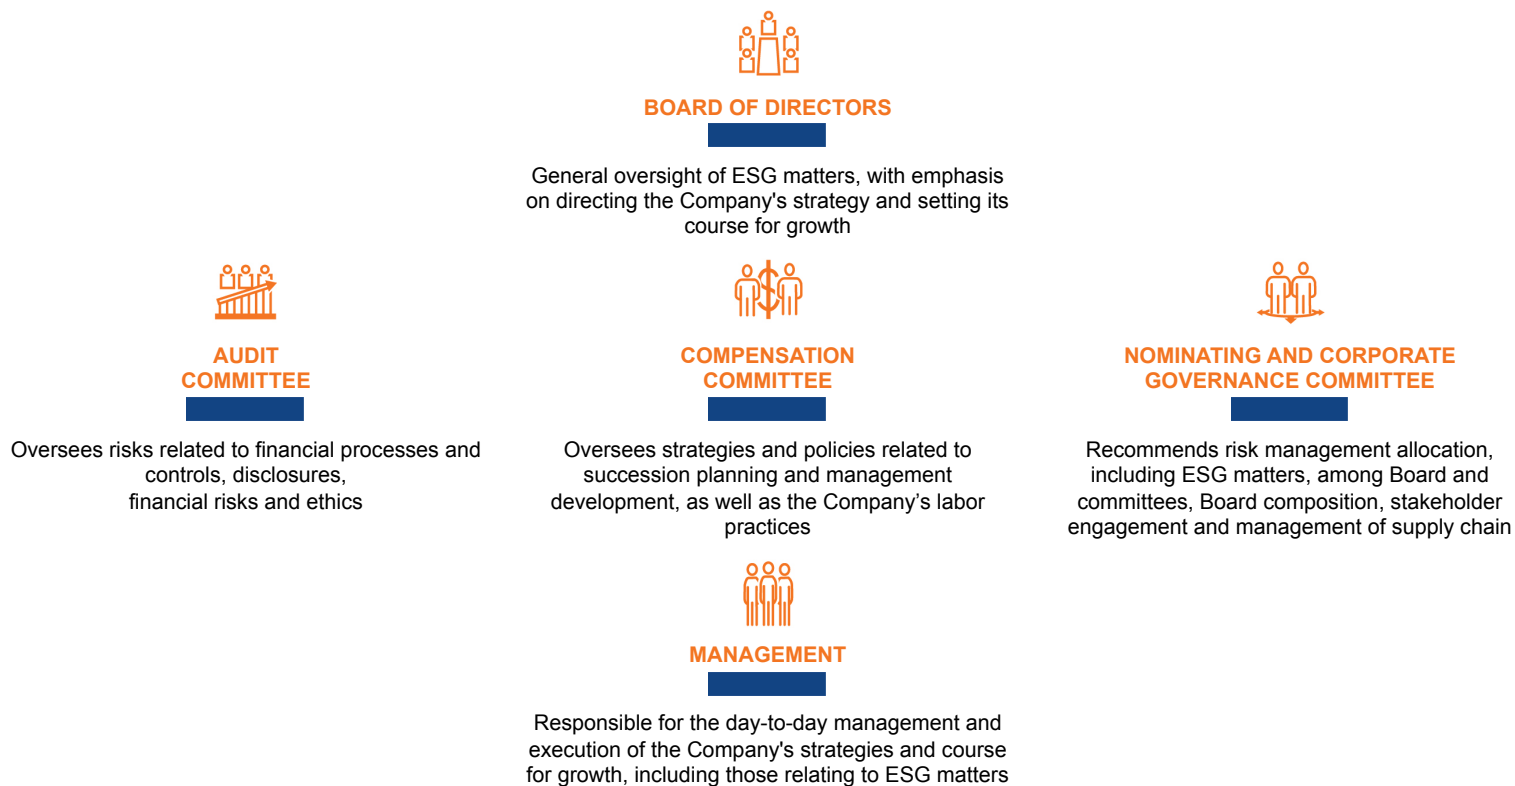 BOARD OF DIRECTORS
General oversight of ESG matters, with emphasis
on directing the Company's strategy and setting its
course for growth
AUDIT
COMMITTEE
Oversees risks related to financial processes and
controls, disclosures,
financial risks and ethics
COMPENSATION
COMMITTEE
Oversees strategies and policies related to
succession planning and management
development, as well as the Company’s labor
practices
NOMINATING AND CORPORATE
GOVERNANCE COMMITTEE
Recommends risk management allocation,
including ESG matters, among Board and
committees, Board composition, stakeholder
engagement and management of supply chain
MANAGEMENT
Responsible for the day-to-day management and
execution of the Company's strategies and course
for growth, including those relating to ESG matters